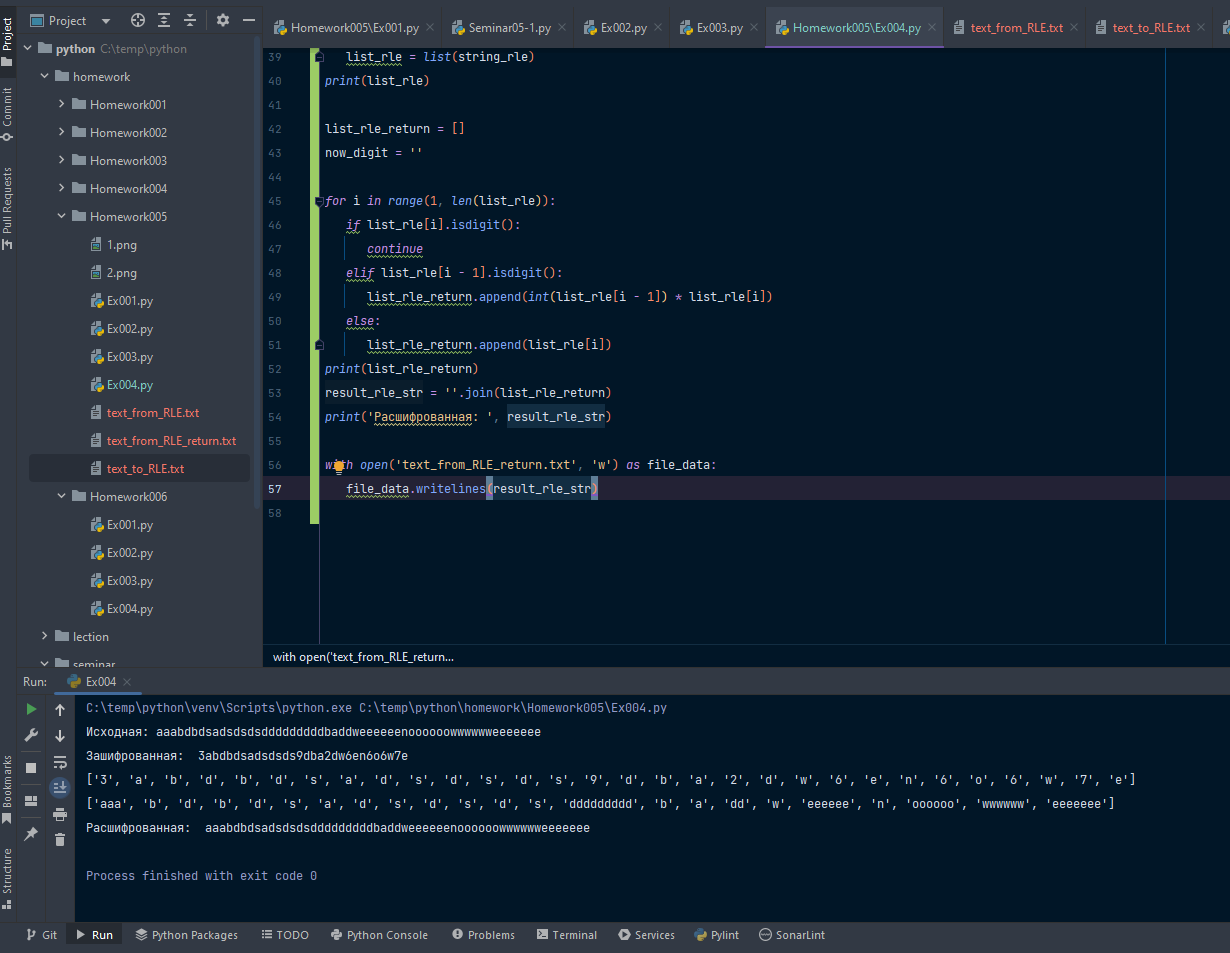 Project
Homework005\Ex001.py
Seminar05-1.py
Ex002.py
Ex003.py
Homework005\Ex004.py
text_from_RLE.txt
text_to_RLE.txt
Project
Commit
Pull Requests
Bookmarks
Structure
python C:\temp\python
homework
Homework001
Homework002
Homework003
Homework004
Homework005
1.png
2.png
Ex001.py
Ex002.py
Ex003.py
Ex004.py
text_from_RLE.txt
text_from_RLE_return.txt
text_to_RLE.txt
Homework006
Ex001.py
Ex002.py
Ex003.py
Ex004.py
lection
seminar
39 list_rle = list(string_rle)
40 print(list_rle)
41
42 list_rle_return = []
43 now_digit = ''
44
45 for i in range(1, len(list_rle)):
46 if list_rle[i].isdigit():
47 continue
48 elif list_rle[i - 1].isdigit():
49 list_rle_return.append(int(list_rle[i - 1]) * list_rle[i])
50 else:
51 list_rle_return.append(list_rle[i])
52 print(list_rle_return)
53 result_rle_str = ''.join(list_rle_return)
54 print('Расшифрованная: ', result_rle_str)
55
56 with open('text_from_RLE_return.txt', 'w') as file_data:
57 file_data.writelines(result_rle_str)
58
with open('text_from_RLE_return...
Run: Ex004
C:\temp\python\venv\Scripts\python.exe C:\temp\python\homework\Homework005\Ex004.py
Исходная: aaabdbdsadsdsdsdddddddddbaddweeeeeenoooooowwwwwweeeeeee
Зашифрованная:  3abdbdsadsdsds9dba2dw6en6o6w7e
['3', 'a', 'b', 'd', 'b', 'd', 's', 'a', 'd', 's', 'd', 's', 'd', 's', '9', 'd', 'b', 'a', '2', 'd', 'w', '6', 'e', 'n', '6', 'o', '6', 'w', '7', 'e']
['aaa', 'b', 'd', 'b', 'd', 's', 'a', 'd', 's', 'd', 's', 'd', 's', 'ddddddddd', 'b', 'a', 'dd', 'w', 'eeeeee', 'n', 'oooooo', 'wwwwww', 'eeeeeee']
Расшифрованная:  aaabdbdsadsdsdsdddddddddbaddweeeeeenoooooowwwwwweeeeeee
Process finished with exit code 0
Git
Run
Python Packages
TODO
Python Console
Problems
Terminal
Services
Pylint
SonarLint